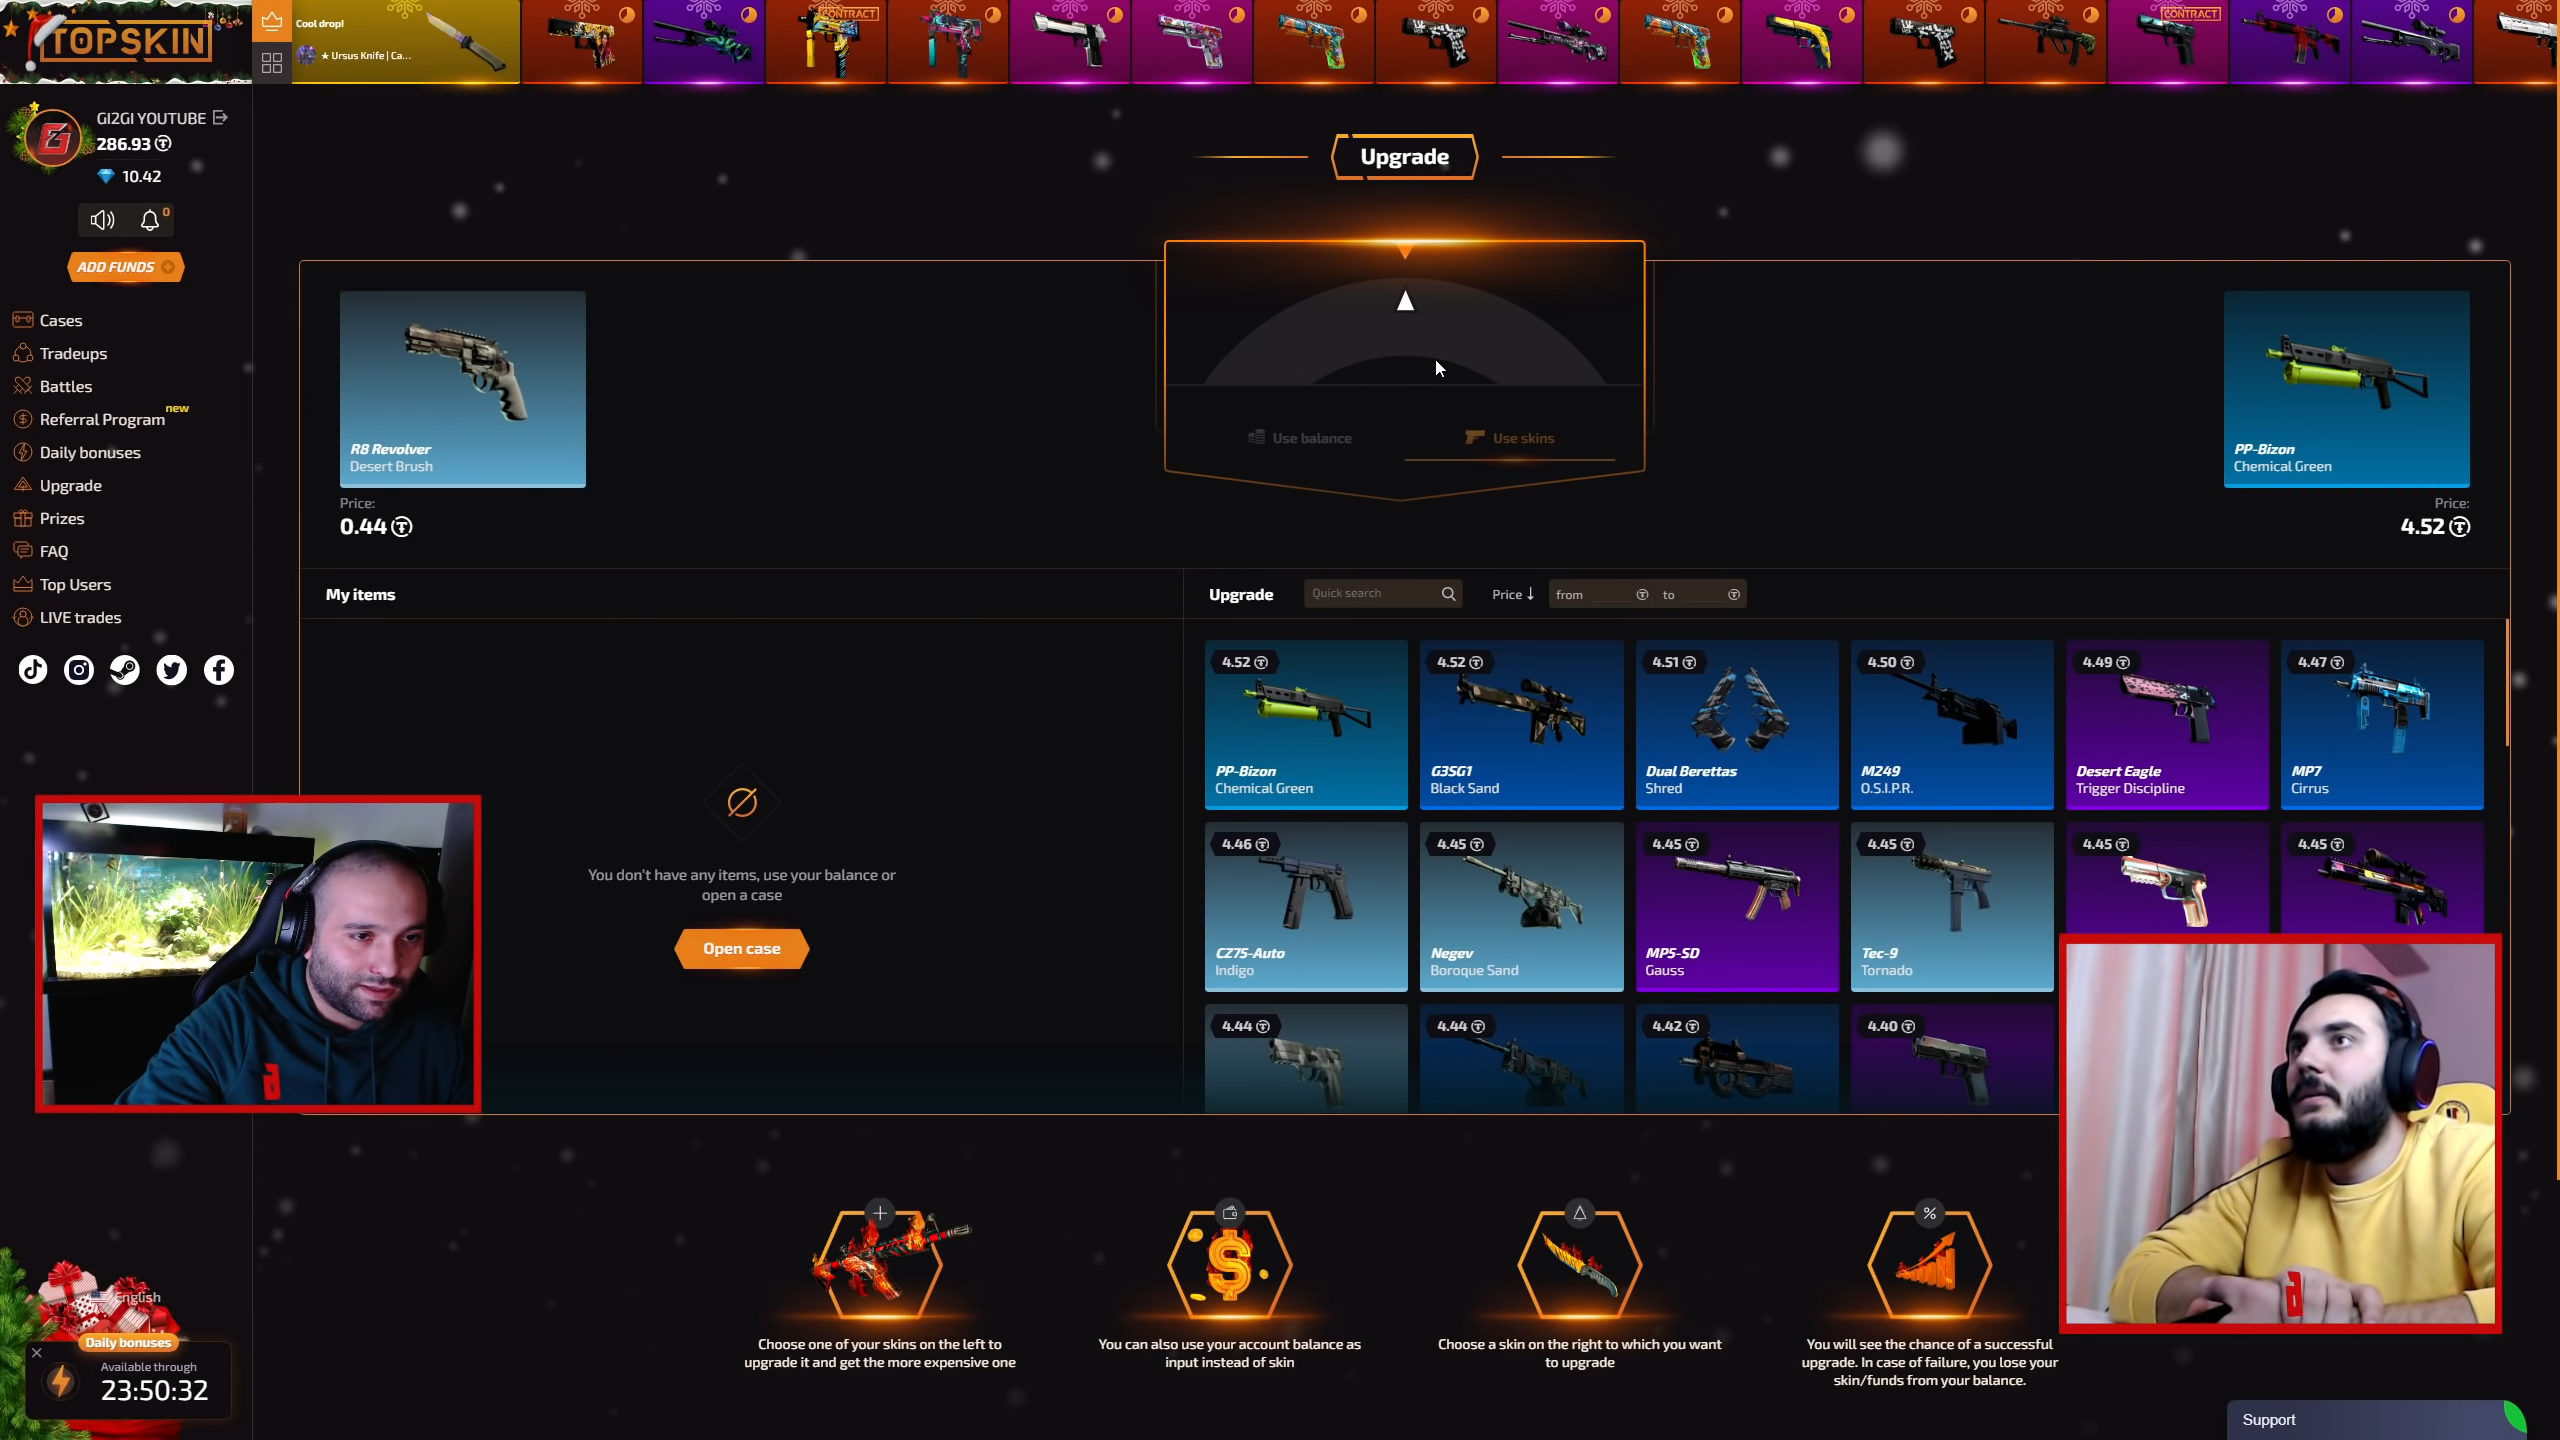 TOPSKIN
Cool drop!
★ Ursus Knife | Ca...
CONTRACT
CONTRACT
GI2GI YOUTUBE
286.93
10.42
0
ADD FUNDS
Cases
Tradeups
Battles
Referral Program new
Daily bonuses
Upgrade
Prizes
FAQ
Top Users
LIVE trades
Upgrade
Use balance
Use skins
R8 Revolver
Desert Brush
Price:
0.44
PP-Bizon
Chemical Green
Price:
4.52
My items
You don't have any items, use your balance or
open a case
Open case
Upgrade
Quick search
Price
from
to
4.52
PP-Bizon
Chemical Green
4.52
G3SG1
Black Sand
4.51
Dual Berettas
Shred
4.50
M249
O.S.I.P.R.
4.49
Desert Eagle
Trigger Discipline
4.47
MP7
Cirrus
4.46
CZ75-Auto
Indigo
4.45
Negev
Boroque Sand
4.45
MP5-SD
Gauss
4.45
Tec-9
Tornado
4.45
4.45
4.44
4.44
4.42
4.40
Choose one of your skins on the left to
upgrade it and get the more expensive one
You can also use your account balance as
input instead of skin
Choose a skin on the right to which you want
to upgrade
You will see the chance of a successful
upgrade. In case of failure, you lose your
skin/funds from your balance.
English
Daily bonuses
Available through
23:50:32
Support